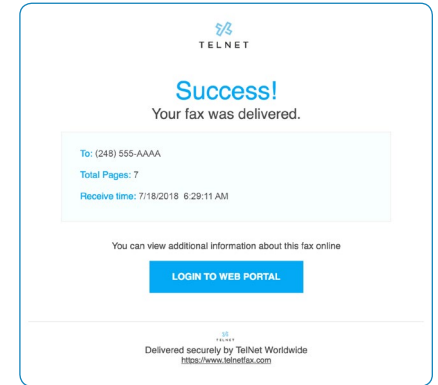 TELNET
Success!
Your fax was delivered.
To: (248) 555-AAAA
Total Pages: 7
Receive time: 7/18/2018 6:29:11 AM
You can view additional information about this fax online
LOGIN TO WEB PORTAL
TELNET
Delivered securely by TelNet Worldwide
https://www.telnetfax.com